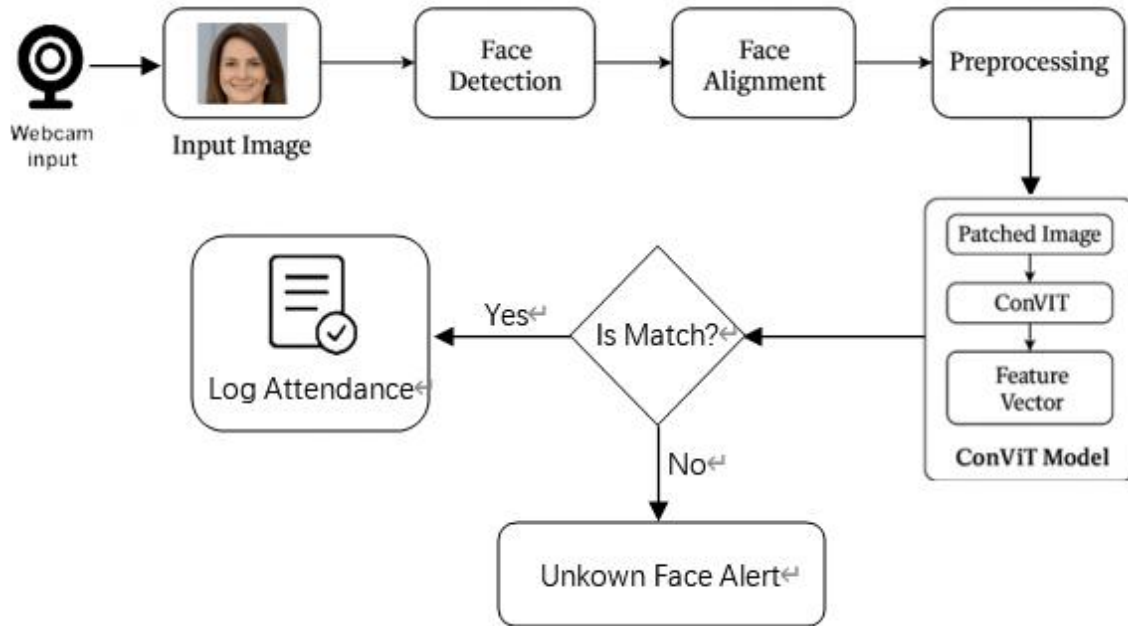 Webcam
input
Input Image
Face
Detection
Face
Alignment
Preprocessing
Patched Image
ConVIT
Feature
Vector
ConViT Model
Is Match?↵
Yes↵
Log Attendance↵
No↵
Unkown Face Alert↵